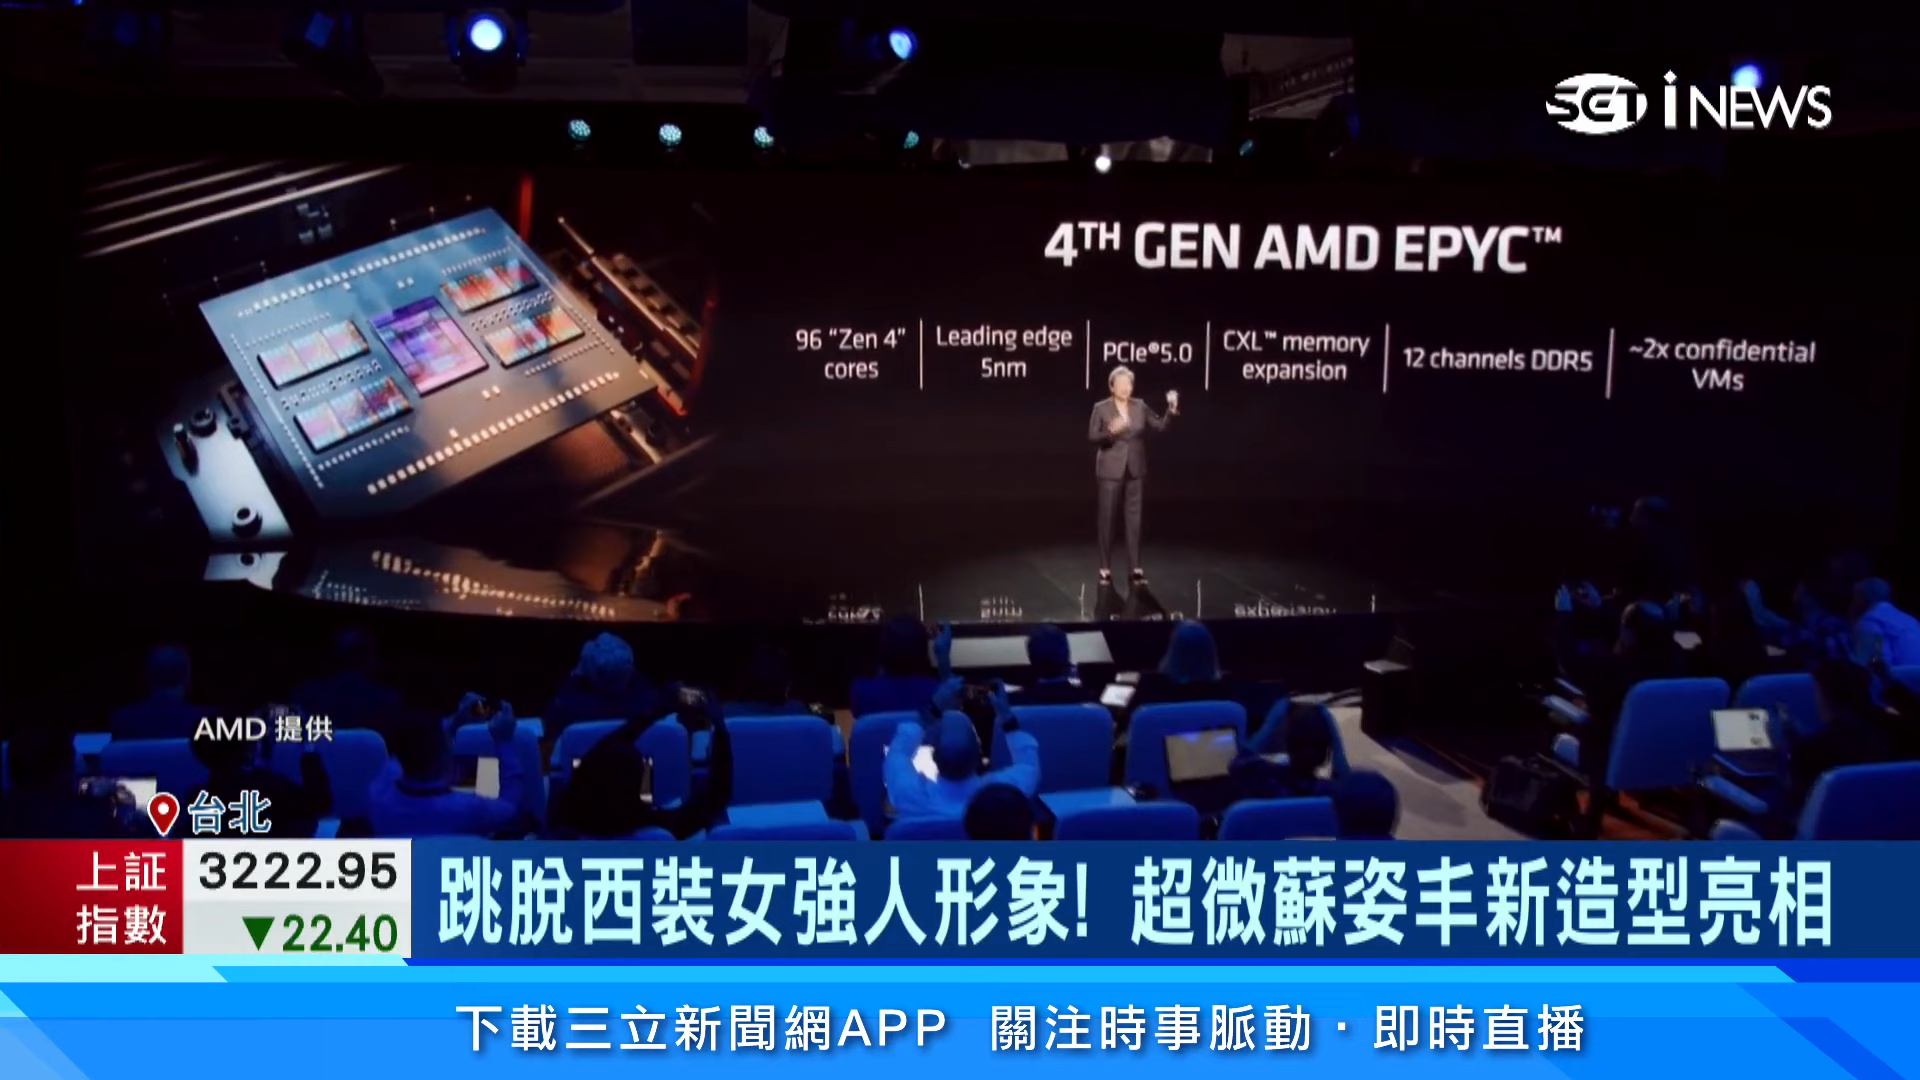 SET iNEWS
4TH GEN AMD EPYC™
96 “Zen 4”
cores
Leading edge
5nm
PCIe®5.0
CXL™ memory
expansion
12 channels DDR5
~2x confidential
VMs
AMD 提供
台北
上証
指數
3222.95
▼22.40
跳脫西裝女強人形象! 超微蘇姿丰新造型亮相
下載三立新聞網APP 關注時事脈動·即時直播